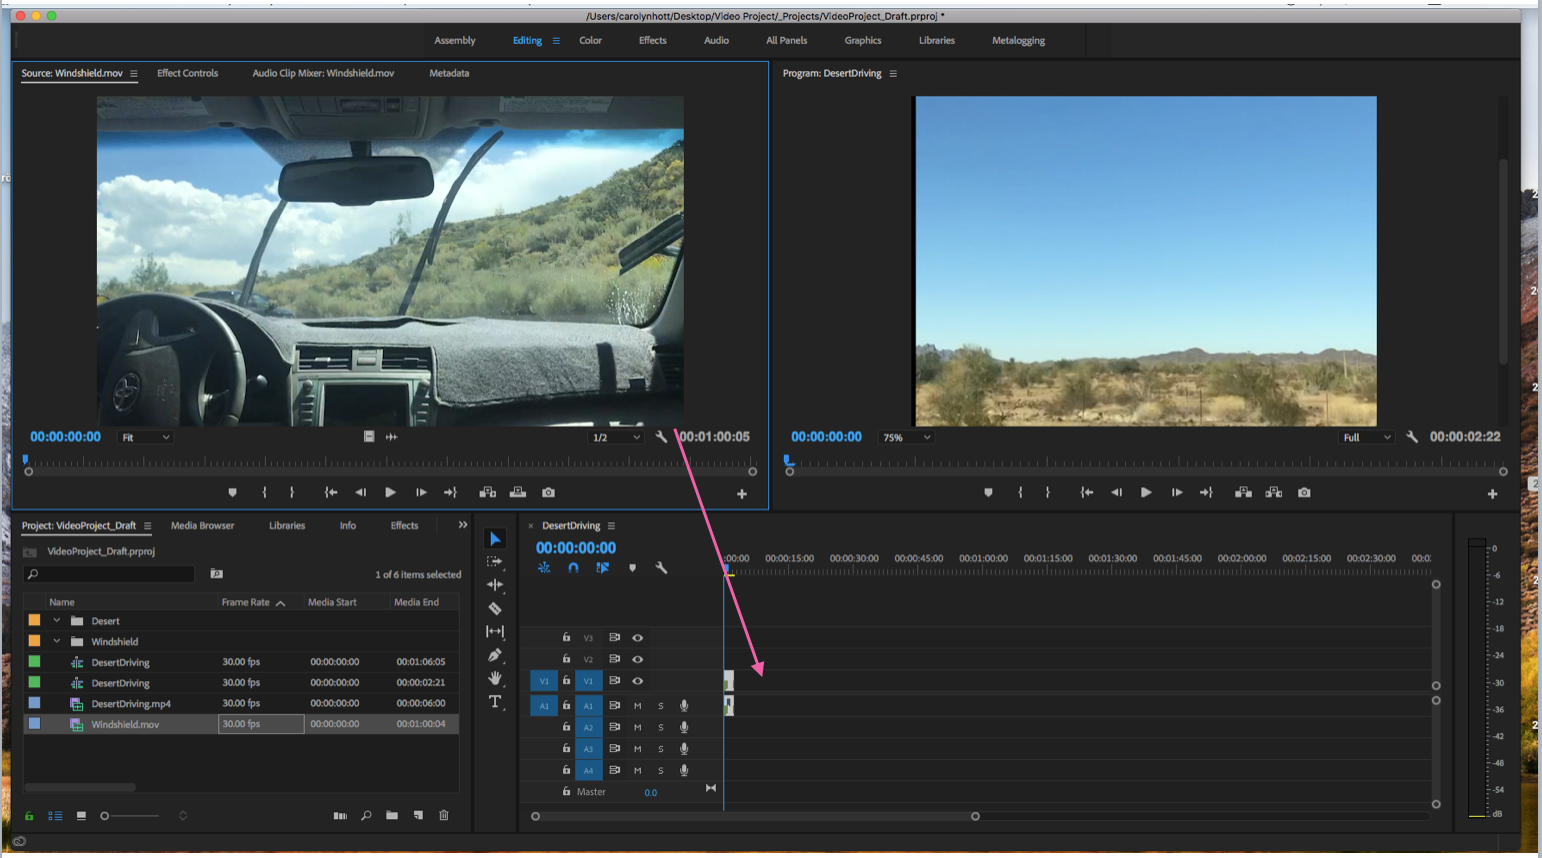 /Users/carolynhott/Desktop/Video Project/_Projects/VideoProject_Draft.prproj *
Assembly Editing Color Effects Audio All Panels Graphics Libraries Metalogging
Source: Windshield.mov Effect Controls Audio Clip Mixer: Windshield.mov Metadata
Program: DesertDriving
00:00:00:00 Fit 1/2 00:01:00:05
00:00:00:00 75% Full 00:00:02:22
Project: VideoProject_Draft Media Browser Libraries Info Effects
VideoProject_Draft.prproj
1 of 6 items selected
Name Frame Rate Media Start Media End
Desert
Windshield
DesertDriving 30.00 fps 00:00:00:00 00:01:06:05
DesertDriving 30.00 fps 00:00:00:00 00:00:02:21
DesertDriving.mp4 30.00 fps 00:00:00:00 00:00:06:00
Windshield.mov 30.00 fps 00:00:00:00 00:01:00:04
T
× DesertDriving
00:00:00:00
:00:00 00:00:15:00 00:00:30:00 00:00:45:00 00:01:00:00 00:01:15:00 00:01:30:00 00:01:45:00 00:02:00:00 00:02:15:00 00:02:30:00 00:0
V3
V2
V1 V1
A1 A1 M S
A2 M S
A3 M S
A4 M S
Master 0.0
0
-6
-12
-18
-24
-30
-36
-42
-48
-54
dB